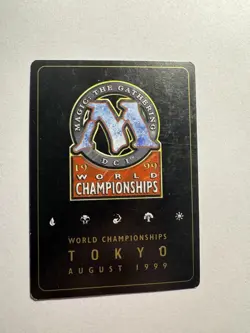 MAGIC: THE GATHERING
M
DCI®
1999
WORLD
CHAMPIONSHIPS
WORLD CHAMPIONSHIPS
TOKYO
AUGUST 1999